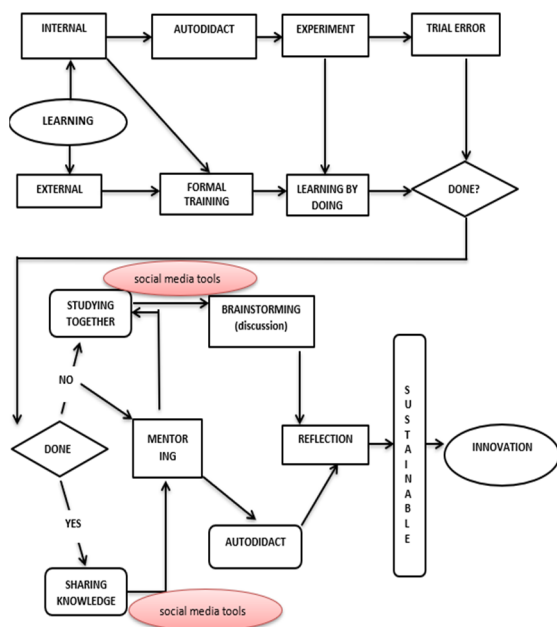 INTERNAL
AUTODIDACT
EXPERIMENT
TRIAL ERROR
LEARNING
EXTERNAL
FORMAL
TRAINING
LEARNING BY
DOING
DONE?
social media tools
STUDYING
TOGETHER
BRAINSTORMING
(discussion)
NO
DONE
MENTOR
ING
REFLECTION
SUSTAINABLE
INNOVATION
YES
AUTODIDACT
SHARING
KNOWLEDGE
social media tools